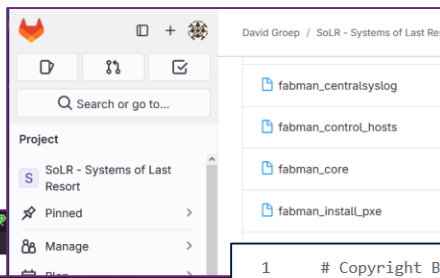 David Groep / SoLR - Systems of Last Res
Search or go to...
Project
S
SoLR - Systems of Last
Resort
Pinned
Manage
fabman_centralsyslog
fabman_control_hosts
fabman_core
fabman_install_pxe
1 # Copyright B